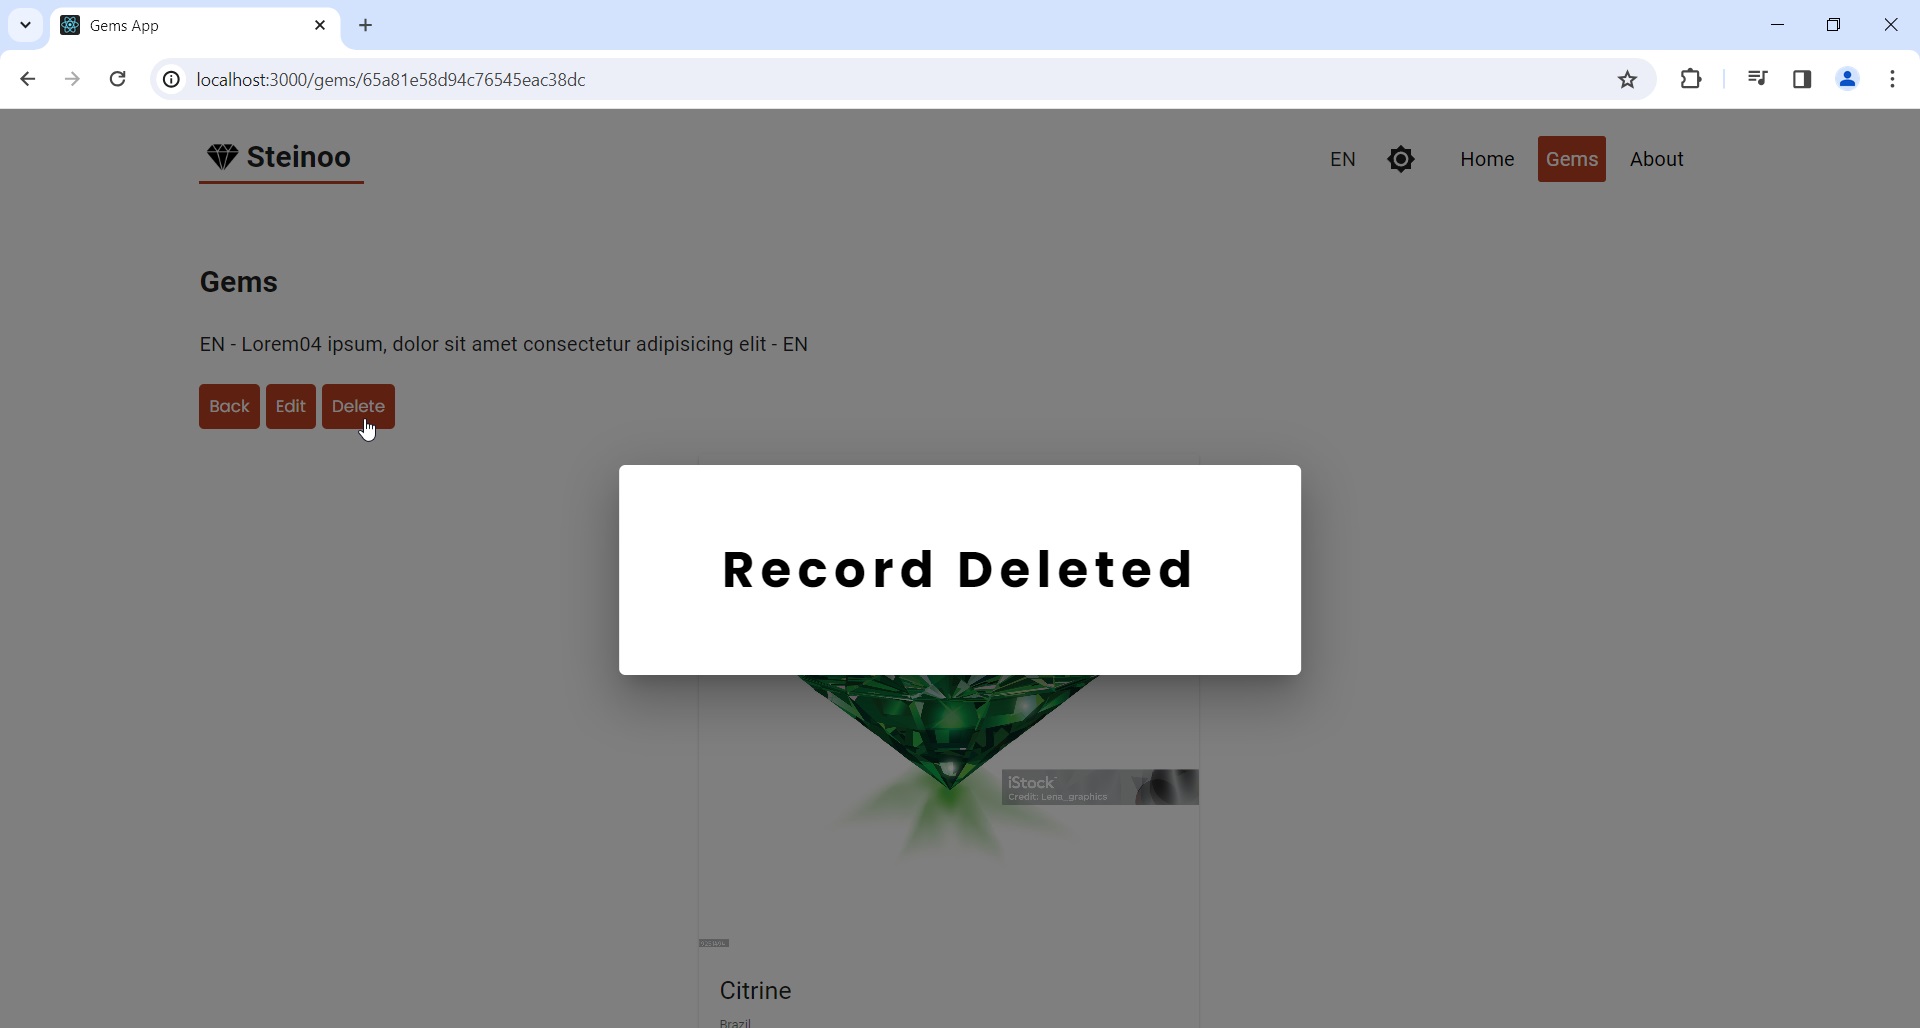 Gems App
localhost:3000/gems/65a81e58d94c76545eac38dc
Steinoo
EN
Home
Gems
About
Gems
EN - Lorem04 ipsum, dolor sit amet consectetur adipisicing elit - EN
Back
Edit
Delete
Record Deleted
iStock
Credit: Lena_graphics
Citrine
Brazil